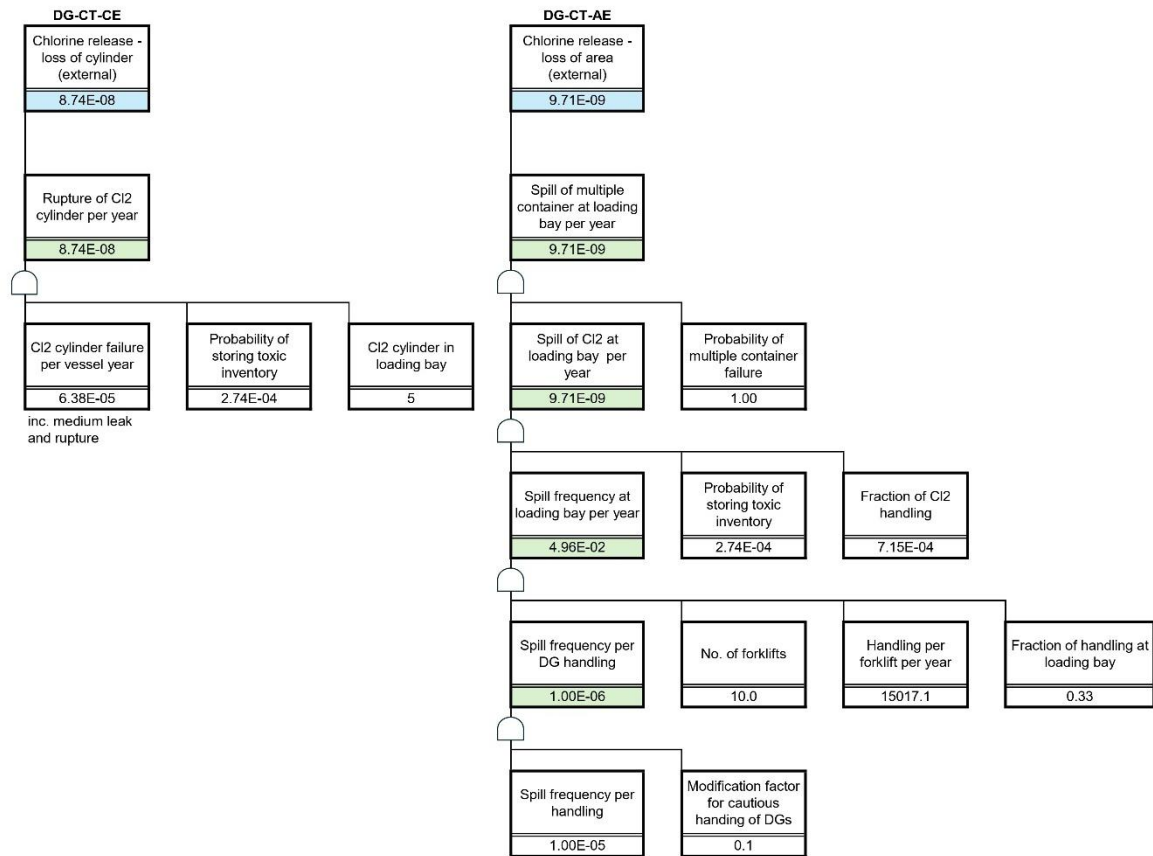 DG-CT-CE
Chlorine release -
loss of cylinder
(external)
8.74E-08
Rupture of Cl2
cylinder per year
8.74E-08
Cl2 cylinder failure
per vessel year
6.38E-05
inc. medium leak
and rupture
Probability of
storing toxic
inventory
2.74E-04
Cl2 cylinder in
loading bay
5
DG-CT-AE
Chlorine release -
loss of area
(external)
9.71E-09
Spill of multiple
container at loading
bay per year
9.71E-09
Spill of Cl2 at
loading bay per
year
9.71E-09
Probability of
multiple container
failure
1.00
Spill frequency at
loading bay per year
4.96E-02
Probability of
storing toxic
inventory
2.74E-04
Fraction of Cl2
handling
7.15E-04
Spill frequency per
DG handling
1.00E-06
No. of forklifts
10.0
Handling per
forklift per year
15017.1
Fraction of handling at
loading bay
0.33
Spill frequency per
handling
1.00E-05
Modification factor
for cautious
handing of DGs
0.1